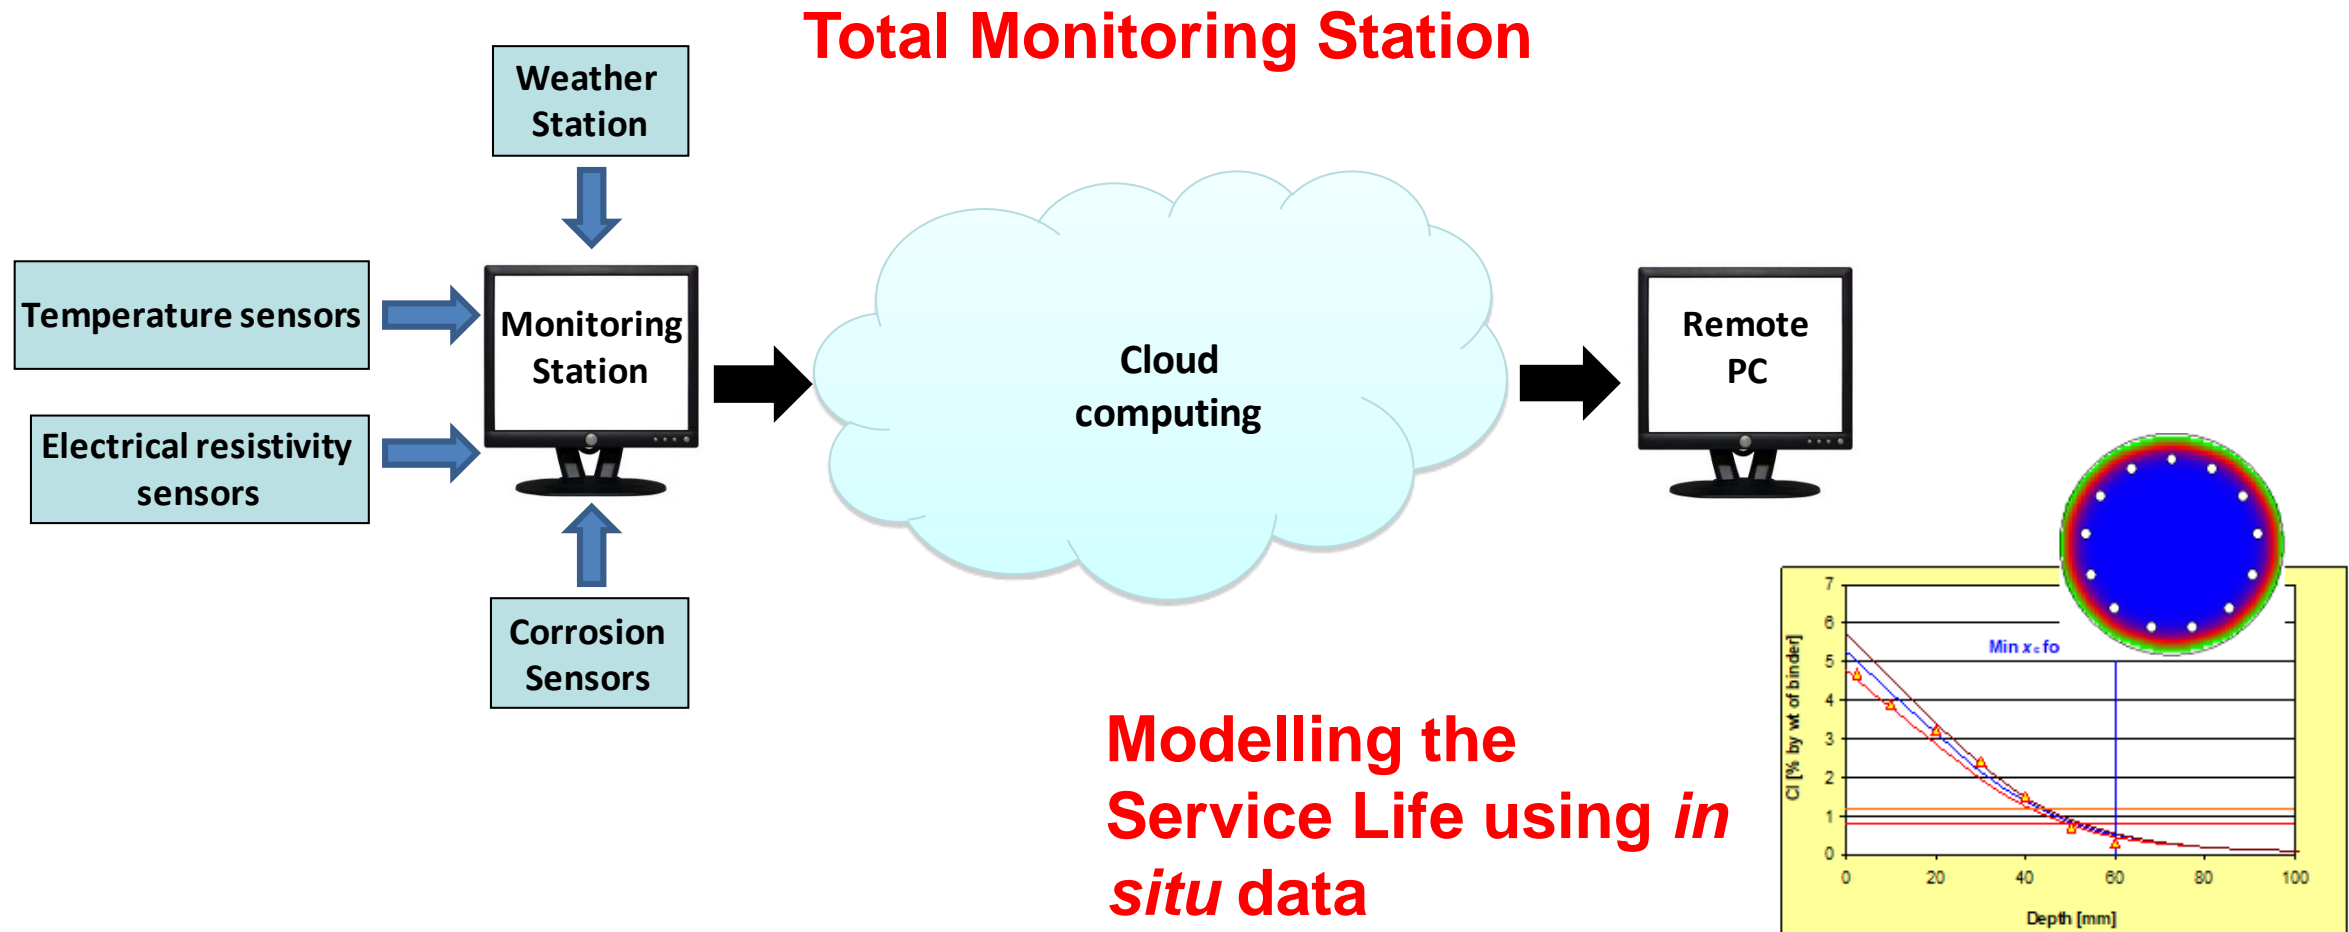 Total Monitoring Station
Weather
Station
Temperature sensors
Monitoring
Station
Electrical resistivity
sensors
Corrosion
Sensors
Cloud
computing
Remote
PC
Modelling the
Service Life using in
situ data
Cl [% by wt of binder]
7
6
5
4
3
2
1
0
Min xc fo
0 20 40 60 80 100
Depth [mm]